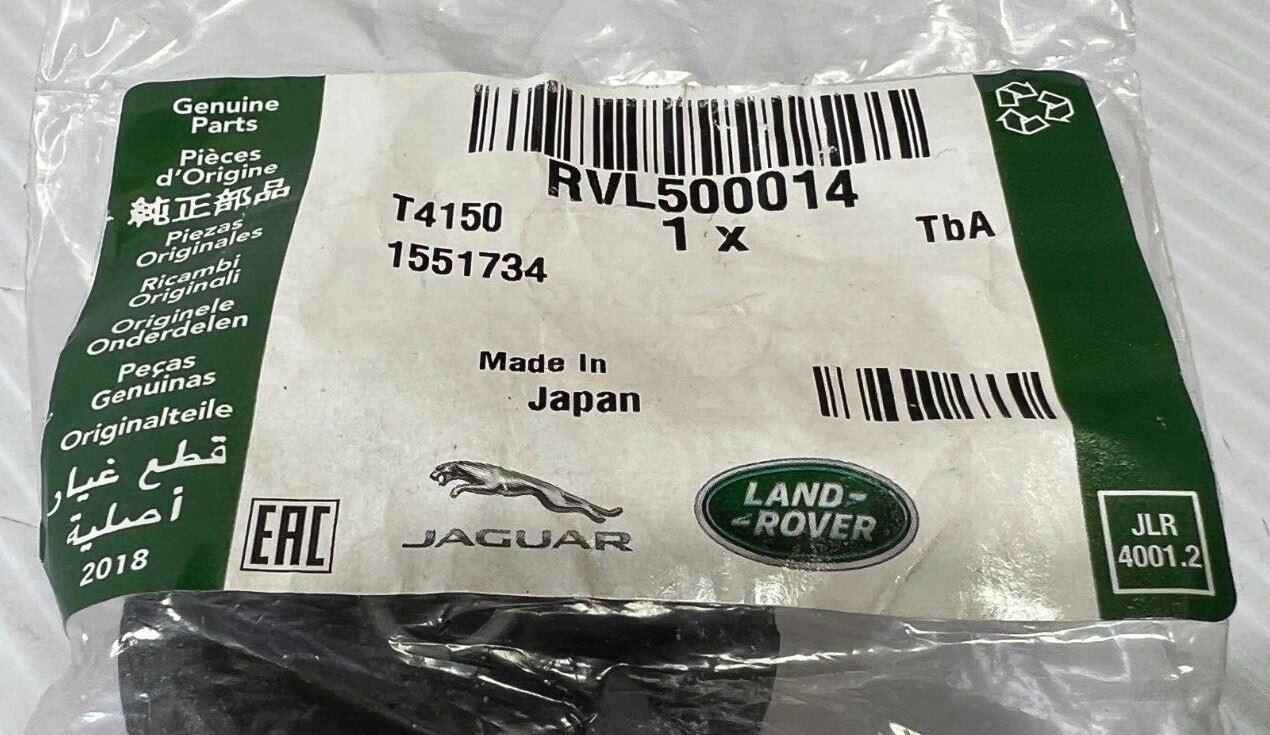 Genuine
Parts
Pièces
d'Origine
純正部品
Piezas
Originales
Ricambi
Originali
Originele
Onderdelen
Peças
Genuinas
Originalteile
قطع غيار
أصلية
2018
RVL500014
T4150
1 x
TbA
1551734
Made In
Japan
EAC
JAGUAR
LAND-
-ROVER
JLR
4001.2